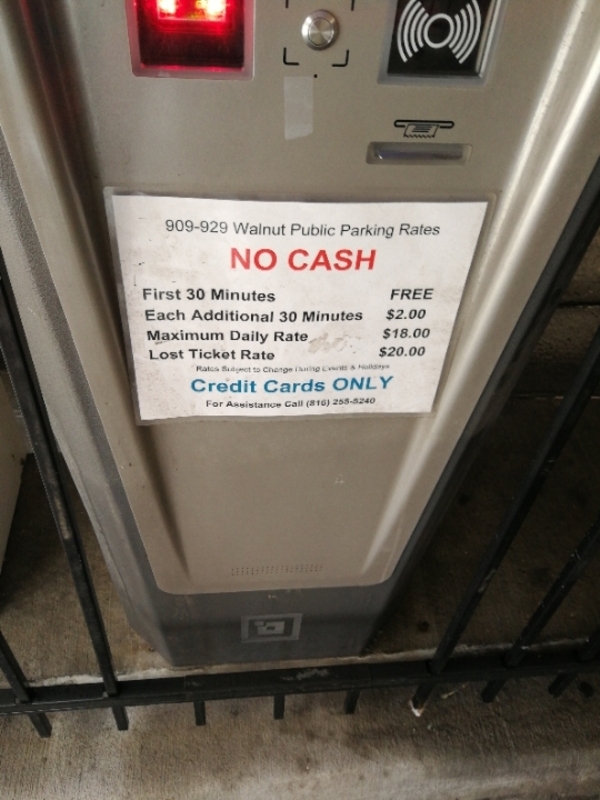 909-929 Walnut Public Parking Rates
NO CASH
First 30 Minutes FREE
Each Additional 30 Minutes $2.00
Maximum Daily Rate $18.00
Lost Ticket Rate $20.00
Rates Subject to Change During Events & Holidays
Credit Cards ONLY
For Assistance Call (816) 255-5240